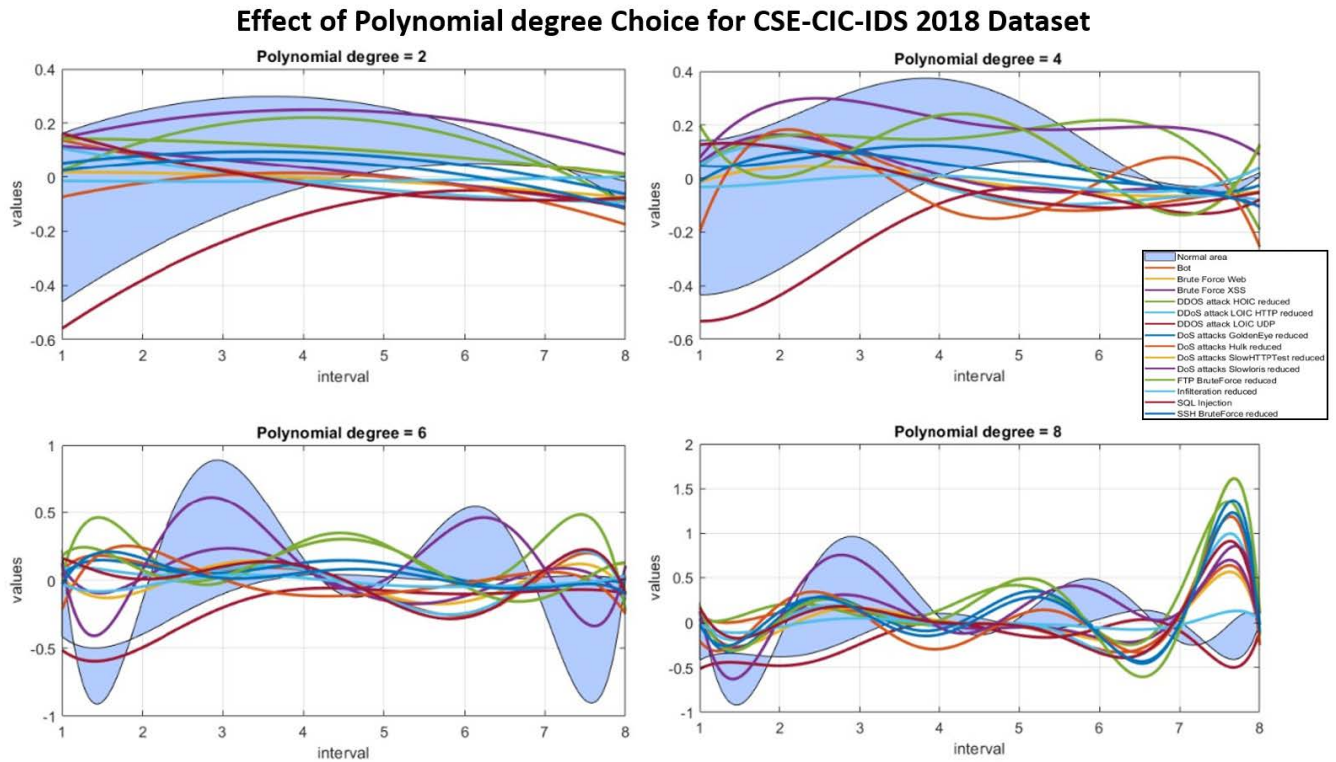 Effect of Polynomial degree Choice for CSE-CIC-IDS 2018 Dataset
Polynomial degree = 2
0.4
0.2
0
-0.2
-0.4
-0.6
values
1 2 3 4 5 6 7 8
interval
Polynomial degree = 4
0.4
0.2
0
-0.2
-0.4
-0.6
values
1 2 3 4 5 6
interval
Normal area
Bot
Brute Force Web
Brute Force XSS
DDOS attack HOIC reduced
DDoS attack LOIC HTTP reduced
DDOS attack LOIC UDP
DoS attacks GoldenEye reduced
DoS attacks Hulk reduced
DoS attacks SlowHTTPTest reduced
DoS attacks Slowloris reduced
FTP BruteForce reduced
Infilteration reduced
SQL Injection
SSH BruteForce reduced
Polynomial degree = 6
1
0.5
0
-0.5
-1
values
1 2 3 4 5 6 7 8
interval
Polynomial degree = 8
2
1.5
1
0.5
0
-0.5
-1
values
1 2 3 4 5 6 7 8
interval